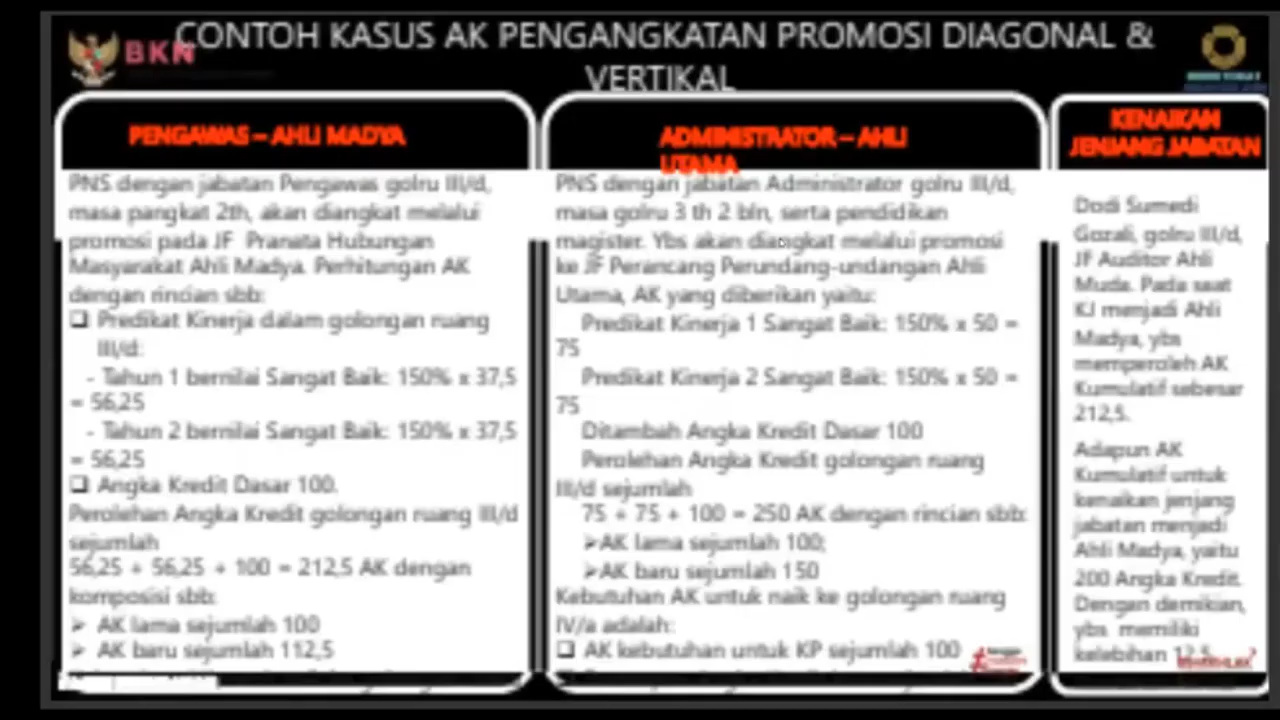 CONTOH KASUS AK PENGANGKATAN PROMOSI DIAGONAL &
VERTIKAL
BKN
PENGAWAS – AHLI MADYA
PNS dengan jabatan Pengawas golru III/d,
masa pangkat 2th, akan diangkat melalui
promosi pada JF Pranata Hubungan
Masyarakat Ahli Madya. Perhitungan AK
dengan rincian sbb:
❑ Predikat Kinerja dalam golongan ruang
III/d:
- Tahun 1 bernilai Sangat Baik: 150% x 37,5
= 56,25
- Tahun 2 bernilai Sangat Baik: 150% x 37,5
= 56,25
❑ Angka Kredit Dasar 100.
Perolehan Angka Kredit golongan ruang III/d
sejumlah
56,25 + 56,25 + 100 = 212,5 AK dengan
komposisi sbb:
➢ AK lama sejumlah 100
➢ AK baru sejumlah 112,5
ADMINISTRATOR – AHLI
UTAMA
PNS dengan jabatan Administrator golru III/d,
masa golru 3 th 2 bln, serta pendidikan
magister. Ybs akan diangkat melalui promosi
ke JF Perancang Perundang-undangan Ahli
Utama, AK yang diberikan yaitu:
Predikat Kinerja 1 Sangat Baik: 150% x 50 =
75
Predikat Kinerja 2 Sangat Baik: 150% x 50 =
75
Ditambah Angka Kredit Dasar 100
Perolehan Angka Kredit golongan ruang
III/d sejumlah
75 + 75 + 100 = 250 AK dengan rincian sbb:
➢AK lama sejumlah 100;
➢AK baru sejumlah 150
Kebutuhan AK untuk naik ke golongan ruang
IV/a adalah:
❑ AK kebutuhan untuk KP sejumlah 100
KENAIKAN
JENJANG JABATAN
Dodi Sumedi
Gozali, golru III/d,
JF Auditor Ahli
Muda. Pada saat
KJ menjadi Ahli
Madya, ybs
memperoleh AK
Kumulatif sebesar
212,5.
Adapun AK
Kumulatif untuk
kenaikan jenjang
jabatan menjadi
Ahli Madya, yaitu
200 Angka Kredit.
Dengan demikian,
ybs memiliki
kelebihan 12,5